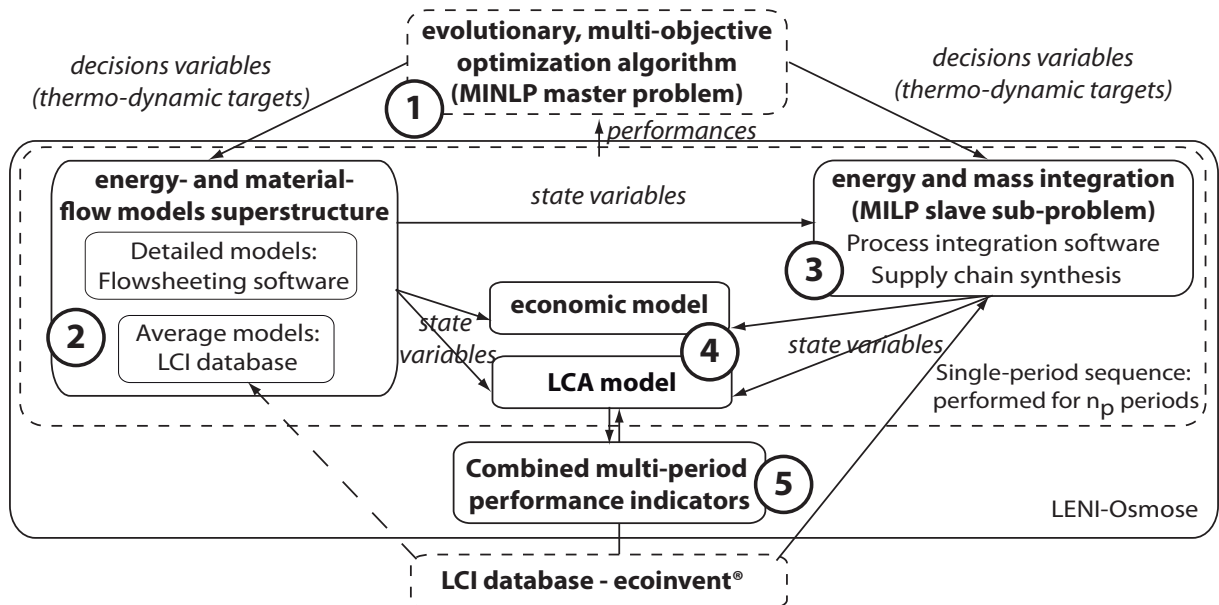 evolutionary, multi-objective
optimization algorithm
(MINLP master problem)
1
decisions variables
(thermo-dynamic targets)
decisions variables
(thermo-dynamic targets)
performances
energy- and material-
flow models superstructure
Detailed models:
Flowsheeting software
2
Average models:
LCI database
state variables
energy and mass integration
(MILP slave sub-problem)
Process integration software
Supply chain synthesis
3
economic model
state
variables
4
state variables
LCA model
Single-period sequence:
performed for np periods
Combined multi-period
performance indicators
5
LENI-Osmose
LCI database - ecoinvent®